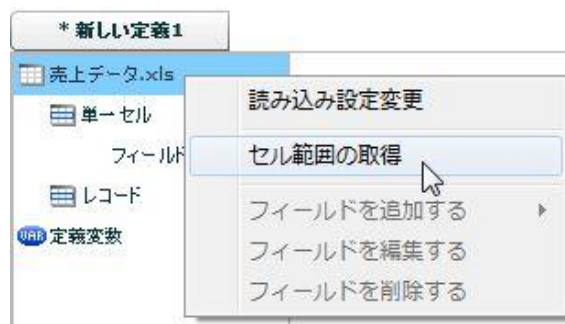 * 新しい定義1
売上データ.xls
単一セル
フィールド
レコード
VAR 定義変数
読み込み設定変更
セル範囲の取得
フィールドを追加する
フィールドを編集する
フィールドを削除する